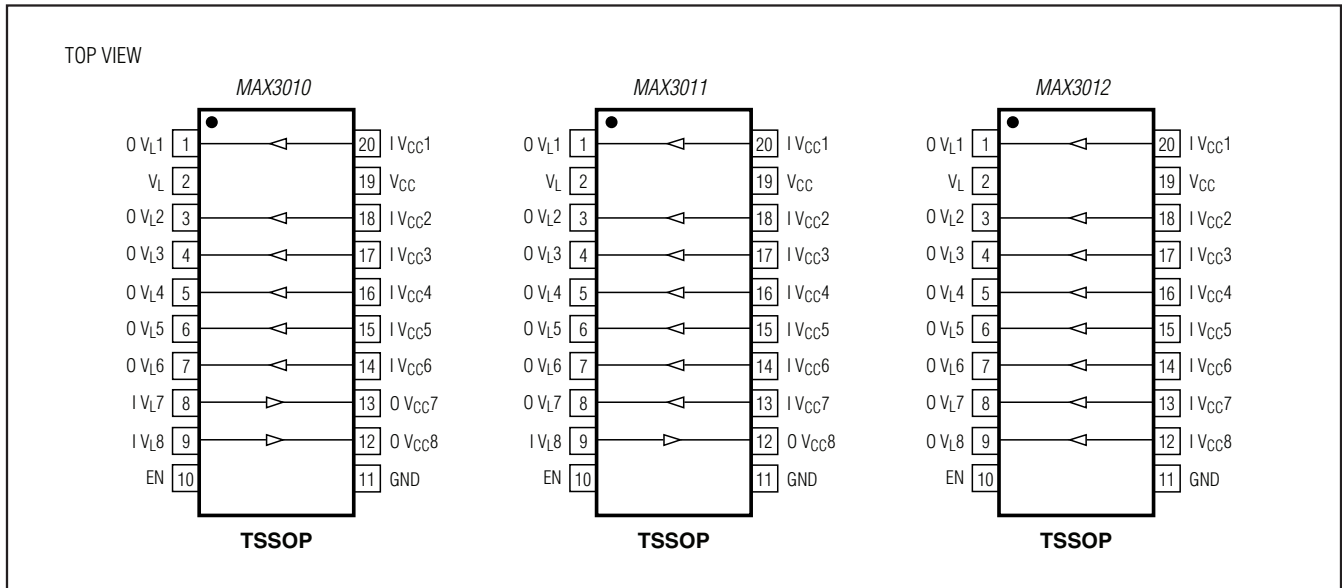 TOP VIEW
MAX3010
O VL1 1 20 I VCC1
VL 2 19 VCC
O VL2 3 18 I VCC2
O VL3 4 17 I VCC3
O VL4 5 16 I VCC4
O VL5 6 15 I VCC5
O VL6 7 14 I VCC6
I VL7 8 13 O VCC7
I VL8 9 12 O VCC8
EN 10 11 GND
TSSOP
MAX3011
O VL1 1 20 I VCC1
VL 2 19 VCC
O VL2 3 18 I VCC2
O VL3 4 17 I VCC3
O VL4 5 16 I VCC4
O VL5 6 15 I VCC5
O VL6 7 14 I VCC6
O VL7 8 13 I VCC7
I VL8 9 12 O VCC8
EN 10 11 GND
TSSOP
MAX3012
O VL1 1 20 I VCC1
VL 2 19 VCC
O VL2 3 18 I VCC2
O VL3 4 17 I VCC3
O VL4 5 16 I VCC4
O VL5 6 15 I VCC5
O VL6 7 14 I VCC6
O VL7 8 13 I VCC7
O VL8 9 12 I VCC8
EN 10 11 GND
TSSOP